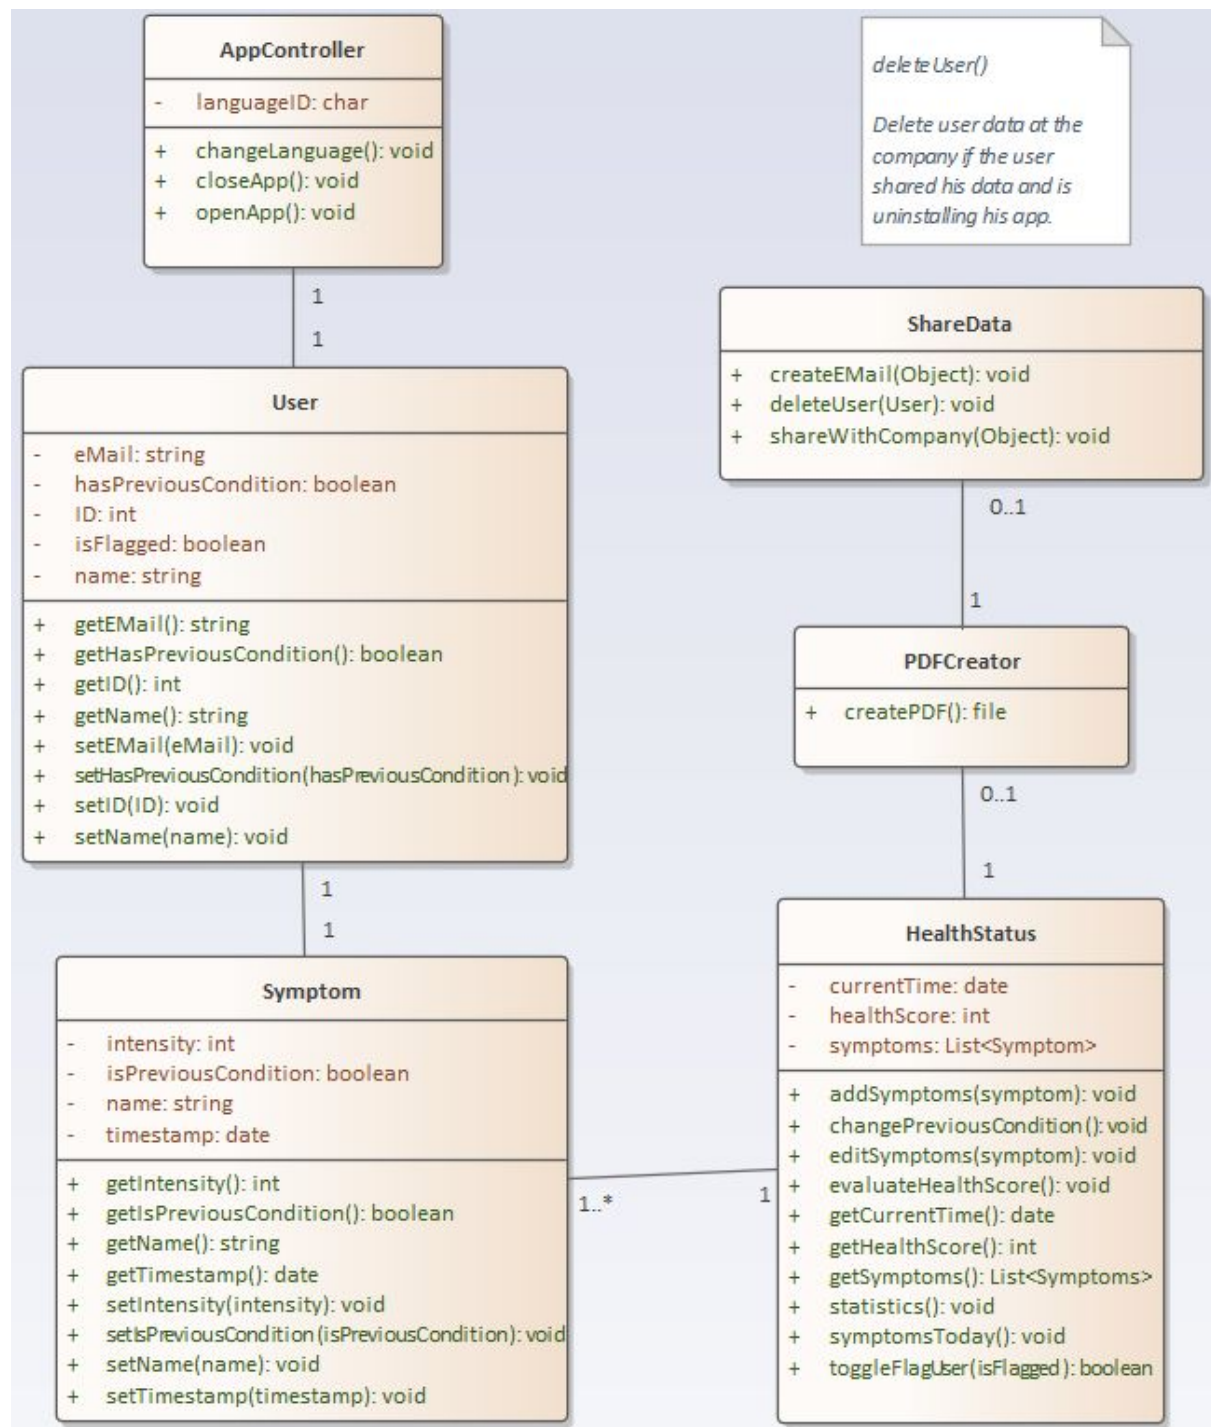 AppController
- languageID: char
+ changeLanguage(): void
+ closeApp(): void
+ openApp(): void
1
1
User
- eMail: string
- hasPreviousCondition: boolean
- ID: int
- isFlagged: boolean
- name: string
+ getEMail(): string
+ getHasPreviousCondition(): boolean
+ getID(): int
+ getName(): string
+ setEMail(eMail): void
+ setHasPreviousCondition(hasPreviousCondition): void
+ setID(ID): void
+ setName(name): void
1
1
Symptom
- intensity: int
- isPreviousCondition: boolean
- name: string
- timestamp: date
+ getIntensity(): int
+ getIsPreviousCondition(): boolean
+ getName(): string
+ getTimestamp(): date
+ setIntensity(intensity): void
+ setIsPreviousCondition(isPreviousCondition): void
+ setName(name): void
+ setTimestamp(timestamp): void
1..*
1
deleteUser()
Delete user data at the
company if the user
shared his data and is
uninstalling his app.
ShareData
+ createEMail(Object): void
+ deleteUser(User): void
+ shareWithCompany(Object): void
0..1
1
PDFCreator
+ createPDF(): file
0..1
1
HealthStatus
- currentTime: date
- healthScore: int
- symptoms: List<Symptom>
+ addSymptoms(symptom): void
+ changePreviousCondition(): void
+ editSymptoms(symptom): void
+ evaluateHealthScore(): void
+ getCurrentTime(): date
+ getHealthScore(): int
+ getSymptoms(): List<Symptoms>
+ statistics(): void
+ symptomsToday(): void
+ toggleFlagUser(isFlagged): boolean